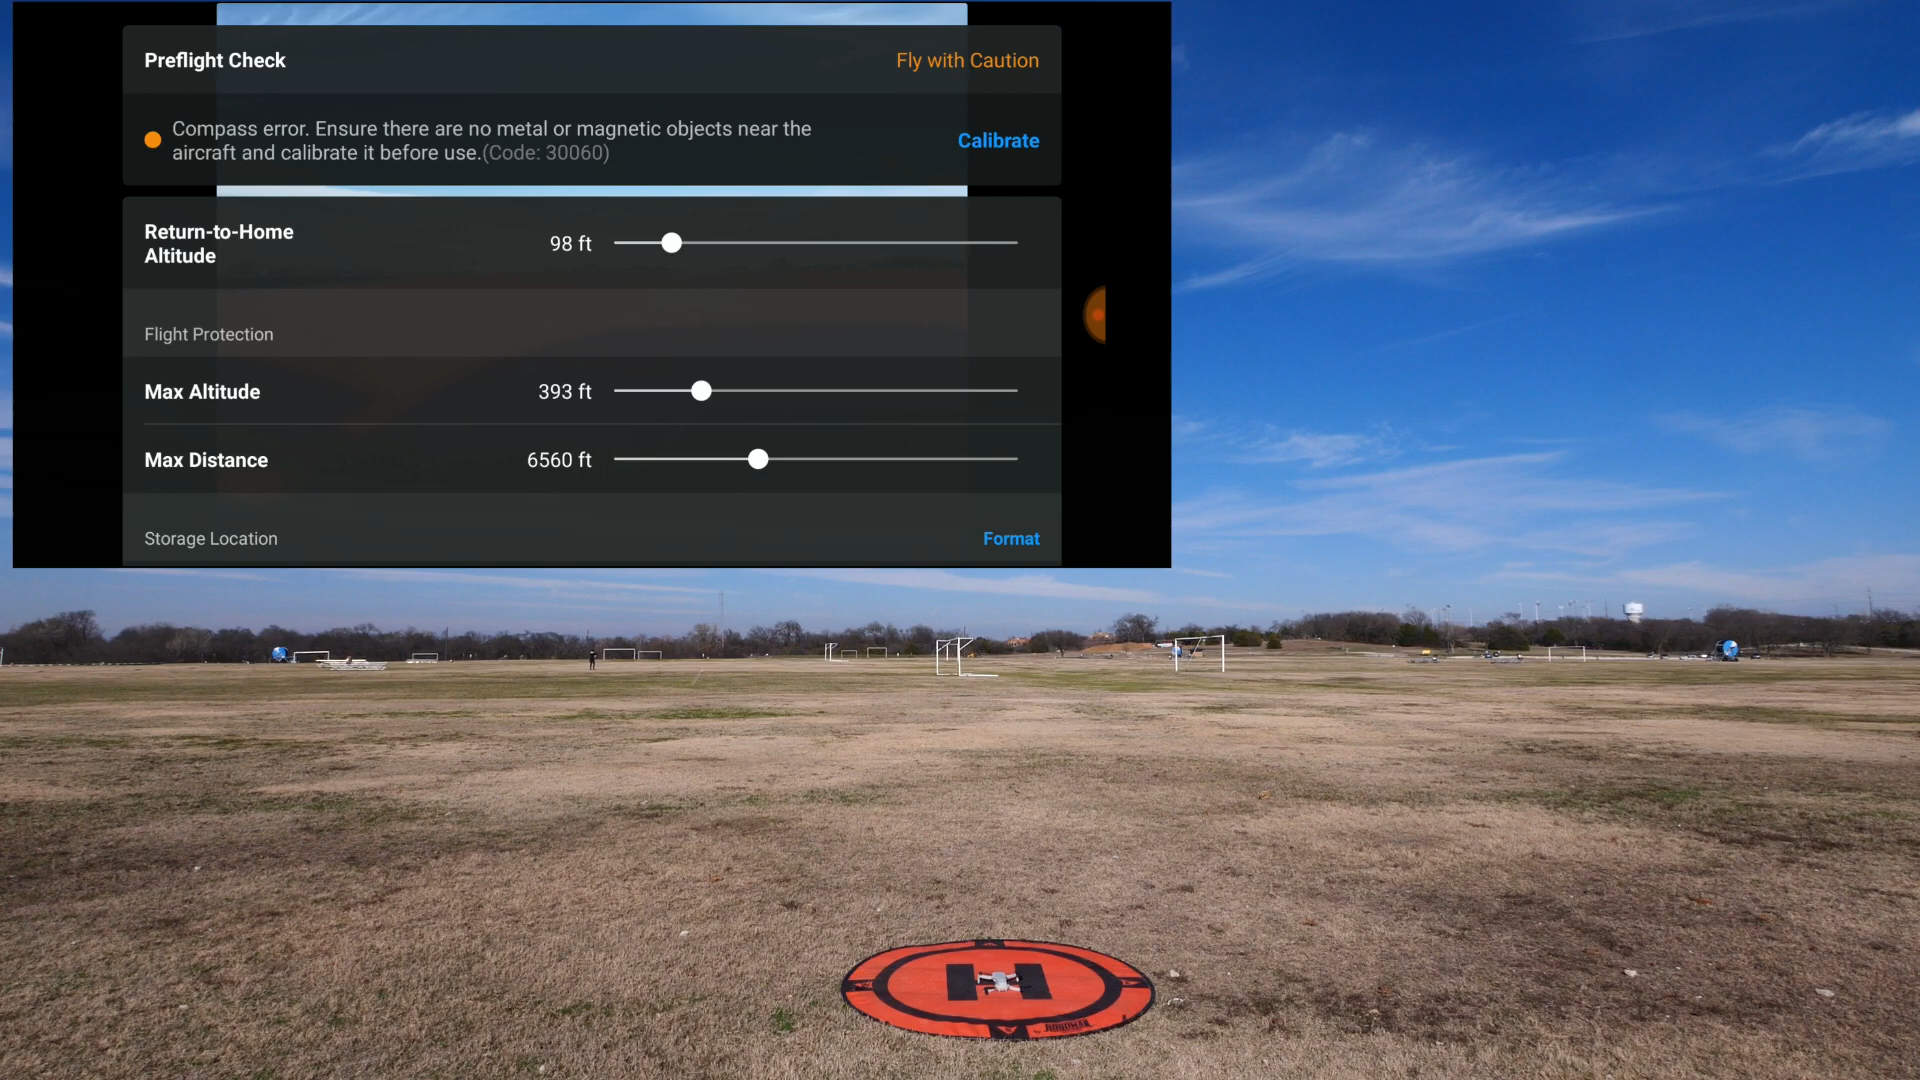 Preflight Check
Fly with Caution
Compass error. Ensure there are no metal or magnetic objects near the
aircraft and calibrate it before use.(Code: 30060)
Calibrate
Return-to-Home
Altitude
98 ft
Flight Protection
Max Altitude
393 ft
Max Distance
6560 ft
Storage Location
Format
H